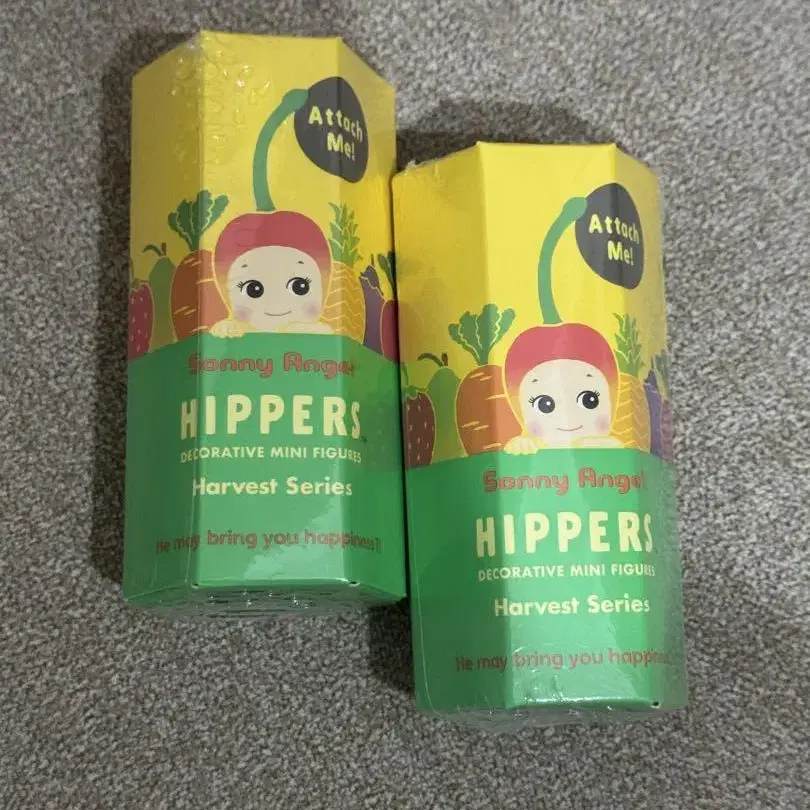 Attach
Me!
Sonny Angel
HIPPERS
DECORATIVE MINI FIGURES
Harvest Series
He may bring you happiness!!
Attach
Me!
Sonny Angel
HIPPERS
DECORATIVE MINI FIGURES
Harvest Series
He may bring you